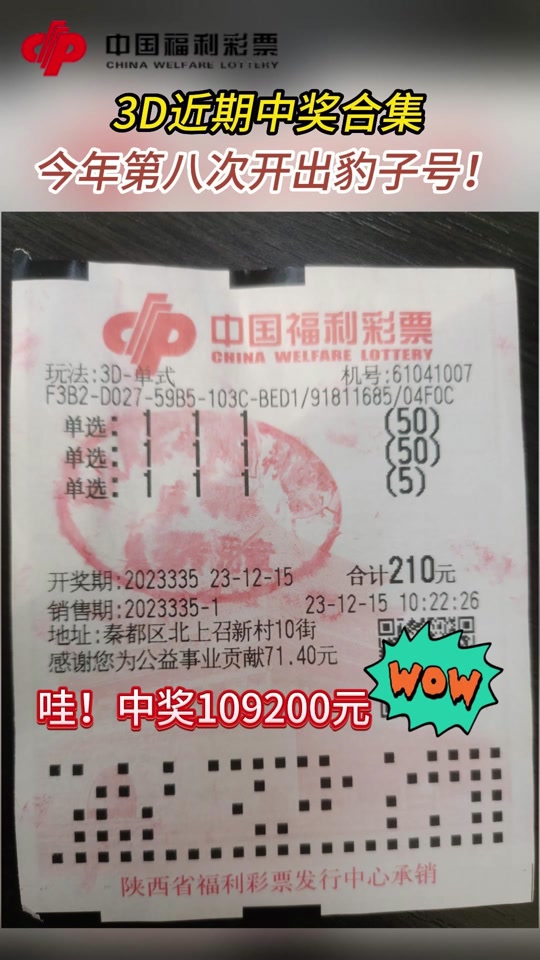 中国福利彩票
CHINA WELFARE LOTTERY
3D近期中奖合集
今年第八次开出豹子号！
中国福利彩票
CHINA WELFARE LOTTERY
玩法:3D-单式 机号:61041007
F3B2-D027-59B5-103C-BED1/91811685/04F0C
单选: 1 1 1 (50)
单选: 1 1 1 (50)
单选: 1 1 1 (5)
开奖期:2023335 23-12-15 合计210元
销售期:2023335-1 23-12-15 10:22:26
地址:秦都区北上召新村10街
感谢您为公益事业贡献71.40元
WOW
哇！中奖109200元
陕西省福利彩票发行中心承销